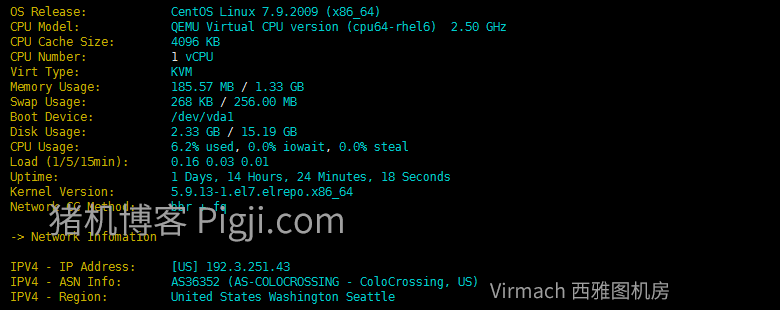 OS Release: CentOS Linux 7.9.2009 (x86_64)
CPU Model: QEMU Virtual CPU version (cpu64-rhel6) 2.50 GHz
CPU Cache Size: 4096 KB
CPU Number: 1 vCPU
Virt Type: KVM
Memory Usage: 185.57 MB / 1.33 GB
Swap Usage: 268 KB / 256.00 MB
Boot Device: /dev/vda1
Disk Usage: 2.33 GB / 15.19 GB
CPU Usage: 6.2% used, 0.0% iowait, 0.0% steal
Load (1/5/15min): 0.16 0.03 0.01
Uptime: 1 Days, 14 Hours, 24 Minutes, 18 Seconds
Kernel Version: 5.9.13-1.el7.elrepo.x86_64
Network CC Method: bbr + fq
猪机博客 Pigji.com
-> Network Infomation
IPV4 - IP Address: [US] 192.3.251.43
IPV4 - ASN Info: AS36352 (AS-COLOCROSSING - ColoCrossing, US)
IPV4 - Region: United States Washington Seattle
Virmach 西雅图机房